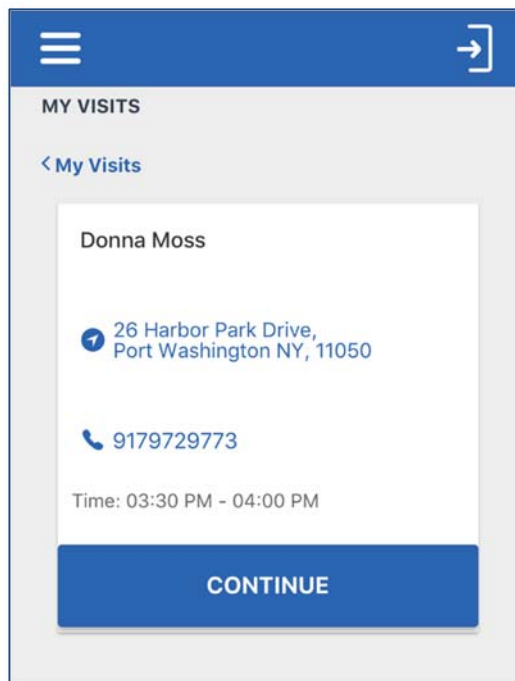 MY VISITS
My Visits
Donna Moss
26 Harbor Park Drive,
Port Washington NY, 11050
9179729773
Time: 03:30 PM - 04:00 PM
CONTINUE